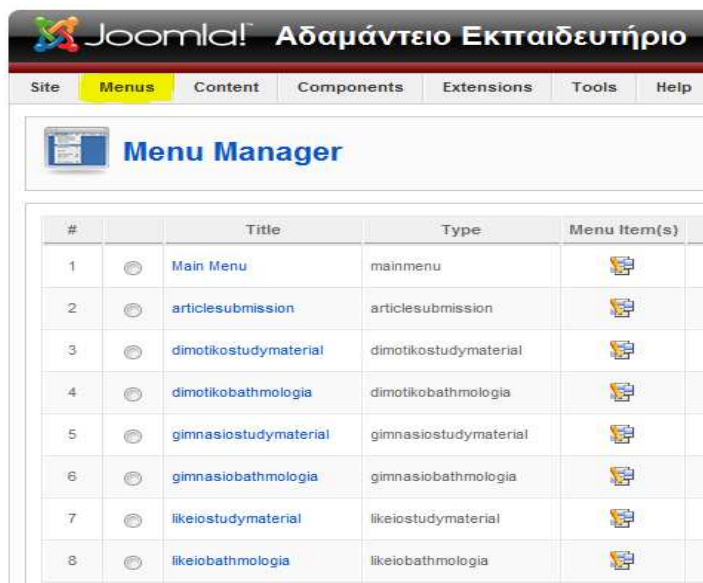 Joomla! Αδαμάντειο Εκπαιδευτήριο
Site Menus Content Components Extensions Tools Help
Menu Manager
# Title Type Menu Item(s)
1 Main Menu mainmenu
2 articlesubmission articlesubmission
3 dimotikostudymaterial dimotikostudymaterial
4 dimotikobathmologia dimotikobathmologia
5 gimnasiostudymaterial gimnasiostudymaterial
6 gimnasiobathmologia gimnasiobathmologia
7 likeiostudymaterial likeiostudymaterial
8 likeiobathmologia likeiobathmologia